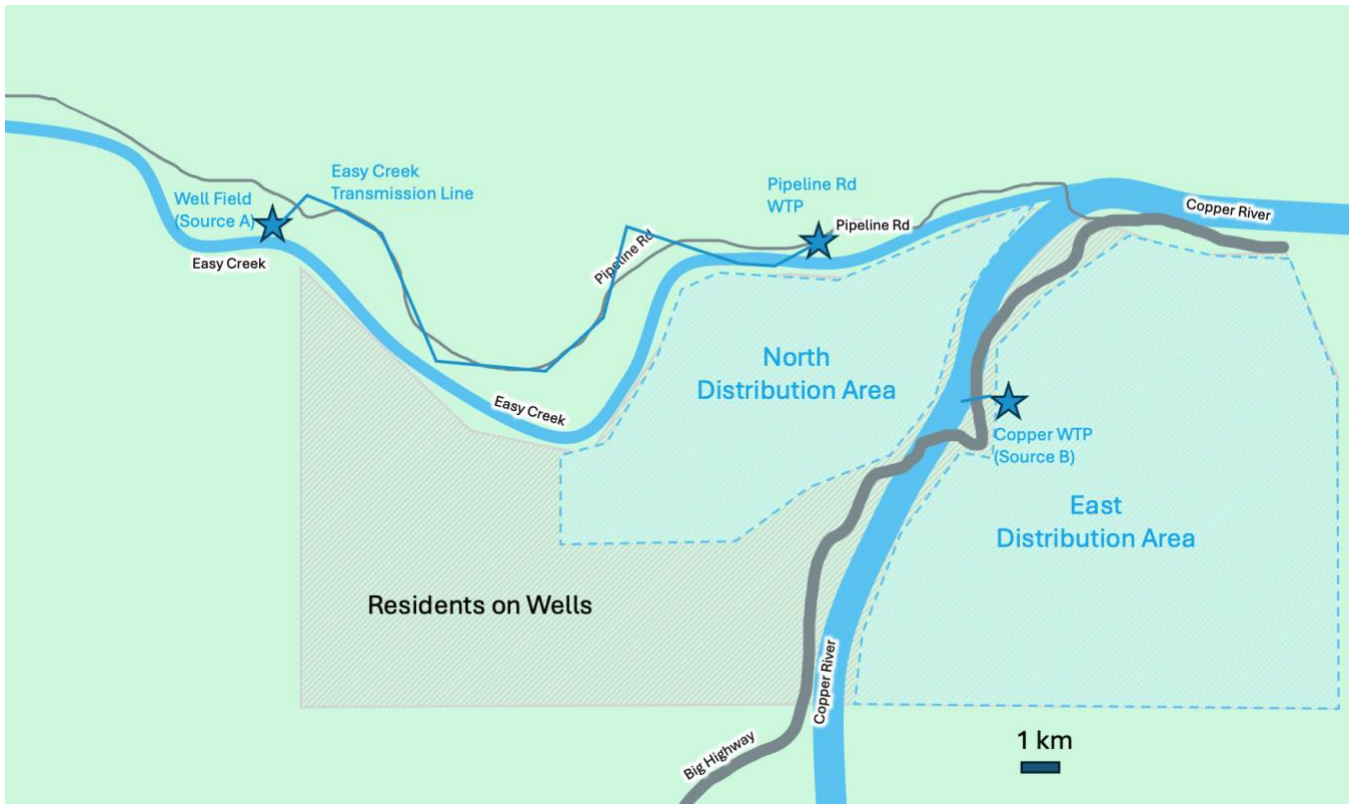 Easy Creek
Transmission Line
Well Field
(Source A)
Easy Creek
Pipeline Rd
WTP
Pipeline Rd
Pipeline Rd
Copper River
North
Distribution Area
Easy Creek
Copper WTP
(Source B)
East
Distribution Area
Residents on Wells
Copper River
Big Highway
1 km